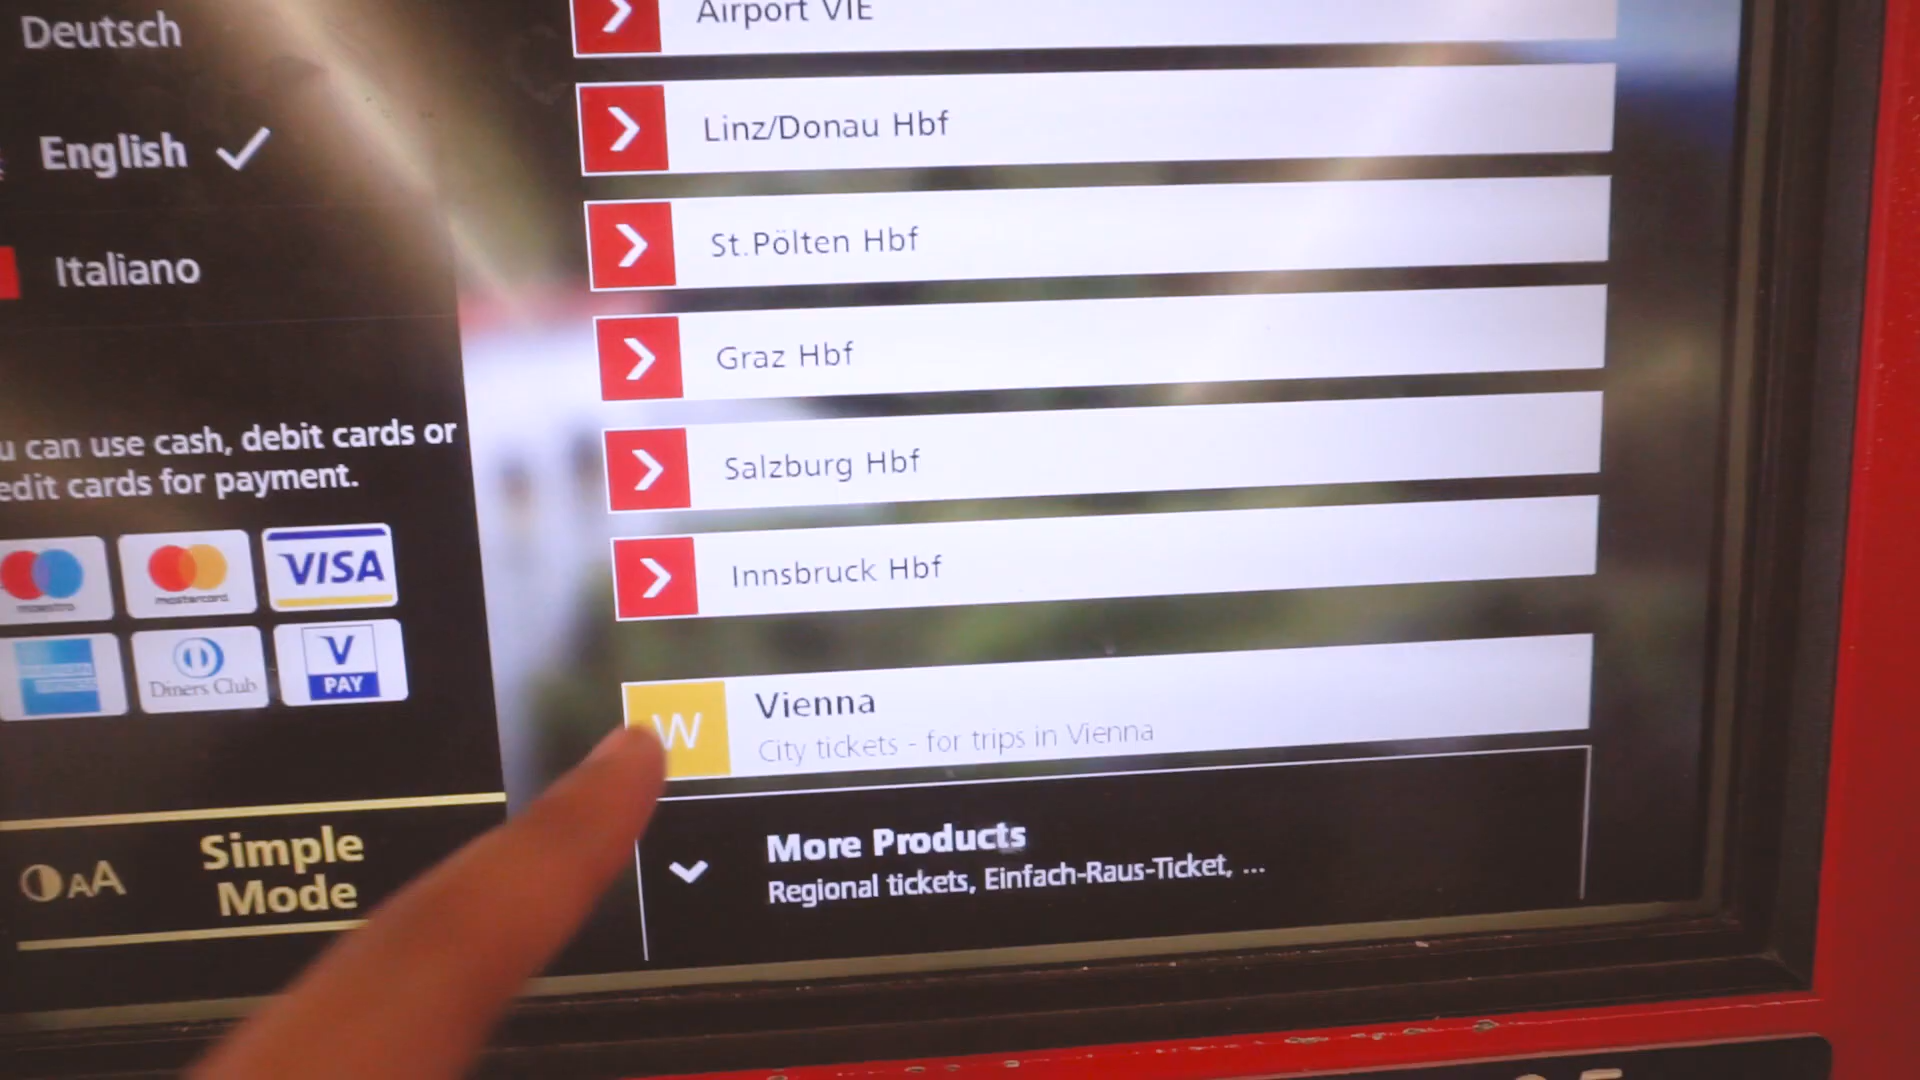 Deutsch
English
Italiano
u can use cash, debit cards or
edit cards for payment.
maestro
mastercard
VISA
Diners Club
V
PAY
AA
Simple
Mode
Airport VIE
Linz/Donau Hbf
St.Pölten Hbf
Graz Hbf
Salzburg Hbf
Innsbruck Hbf
W
Vienna
City tickets - for trips in Vienna
More Products
Regional tickets, Einfach-Raus-Ticket, ...